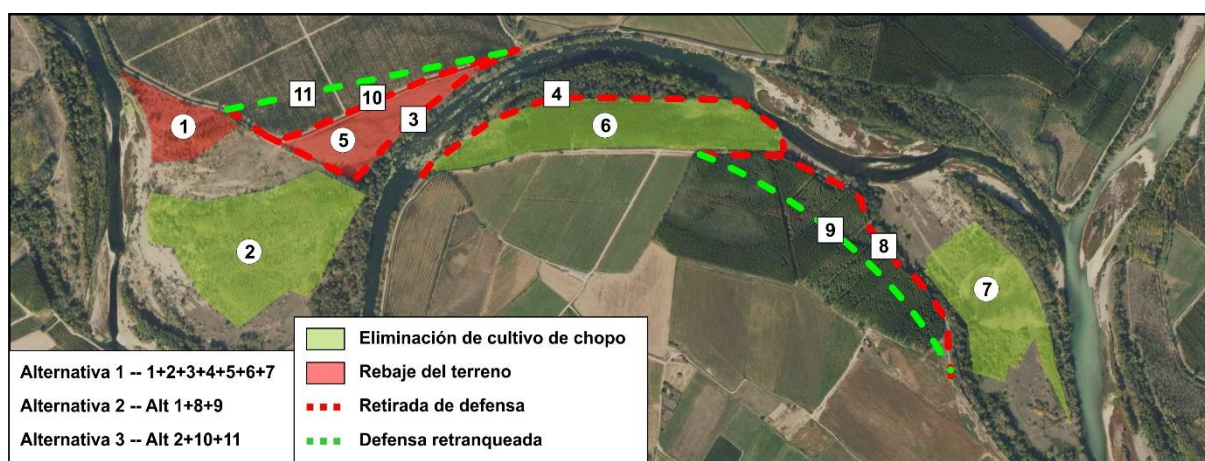 11
10
3
4
1
5
6
2
9
8
7
Eliminación de cultivo de chopo
Rebaje del terreno
Retirada de defensa
Defensa retranqueada
Alternativa 1 -- 1+2+3+4+5+6+7
Alternativa 2 -- Alt 1+8+9
Alternativa 3 -- Alt 2+10+11